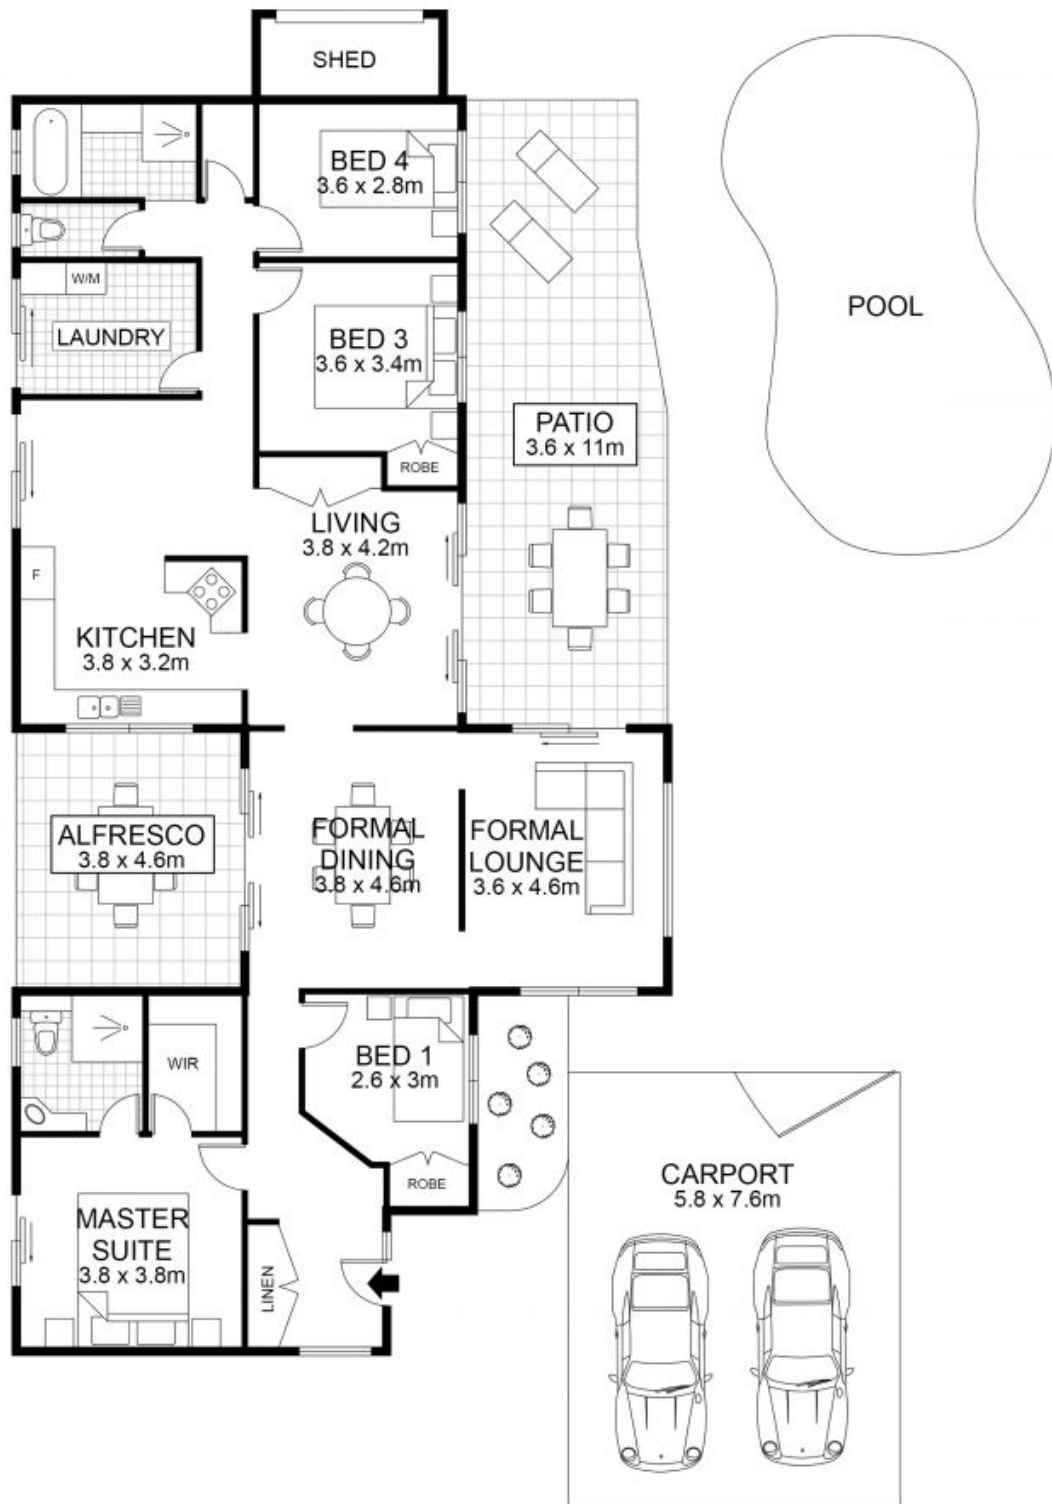 SHED
BED 4
3.6 x 2.8m
W/M
LAUNDRY
BED 3
3.6 x 3.4m
POOL
PATIO
3.6 x 11m
ROBE
LIVING
3.8 x 4.2m
F
KITCHEN
3.8 x 3.2m
ALFRESCO
3.8 x 4.6m
FORMAL
DINING
3.8 x 4.6m
FORMAL
LOUNGE
3.6 x 4.6m
WIR
BED 1
2.6 x 3m
ROBE
CARPORT
5.8 x 7.6m
MASTER
SUITE
3.8 x 3.8m
LINEN